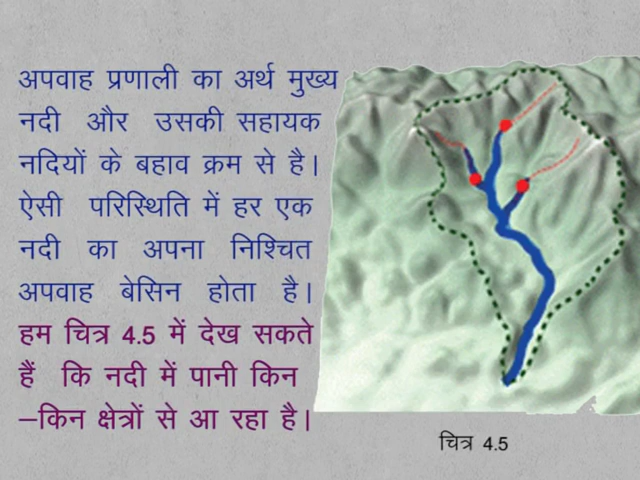 अपवाह प्रणाली का अर्थ मुख्य
नदी और उसकी सहायक
नदियों के बहाव क्रम से है।
ऐसी परिस्थिति में हर एक
नदी का अपना निश्चित
अपवाह बेसिन होता है।
हम चित्र 4.5 में देख सकते
हैं कि नदी में पानी किन
–किन क्षेत्रों से आ रहा है।
चित्र 4.5